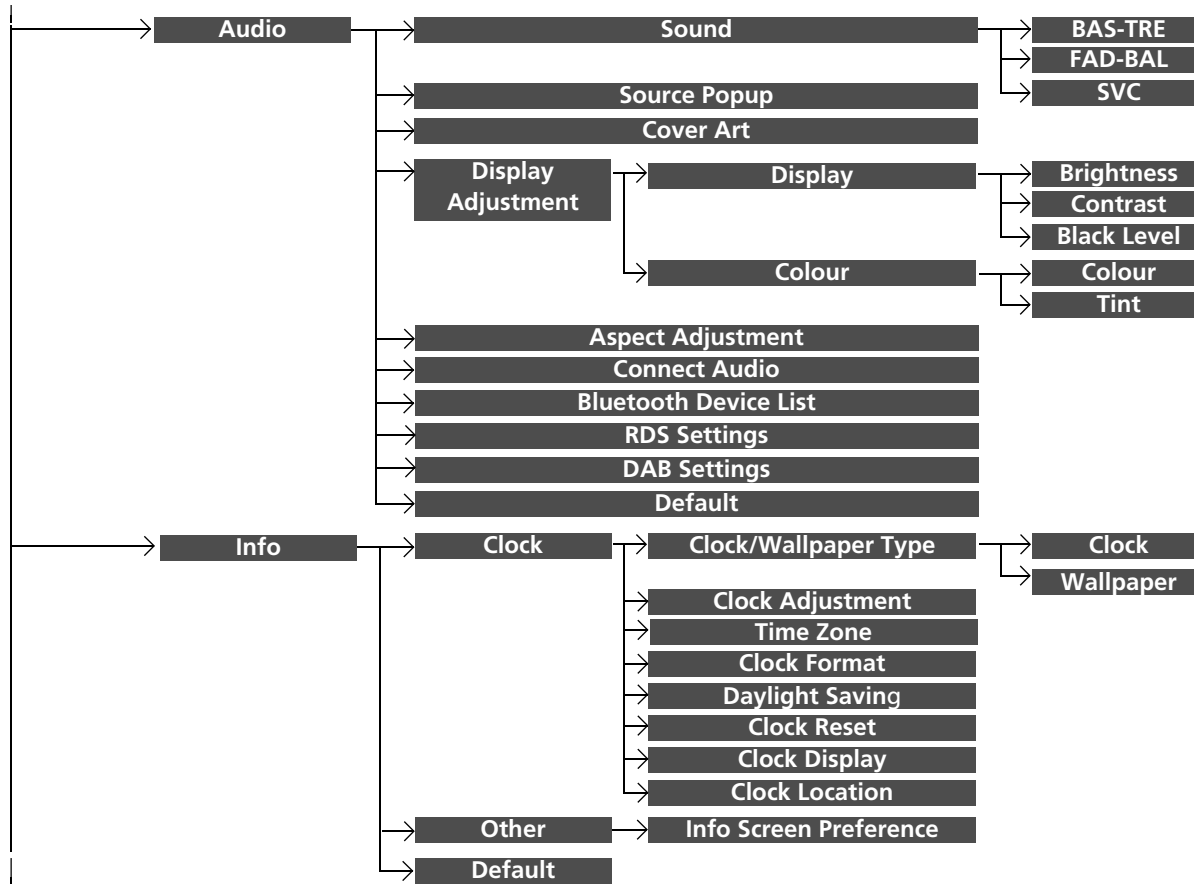 Audio
Sound
BAS-TRE
FAD-BAL
SVC
Source Popup
Cover Art
Display
Adjustment
Display
Brightness
Contrast
Black Level
Colour
Colour
Tint
Aspect Adjustment
Connect Audio
Bluetooth Device List
RDS Settings
DAB Settings
Default
Info
Clock
Clock/Wallpaper Type
Clock
Wallpaper
Clock Adjustment
Time Zone
Clock Format
Daylight Saving
Clock Reset
Clock Display
Clock Location
Other
Info Screen Preference
Default